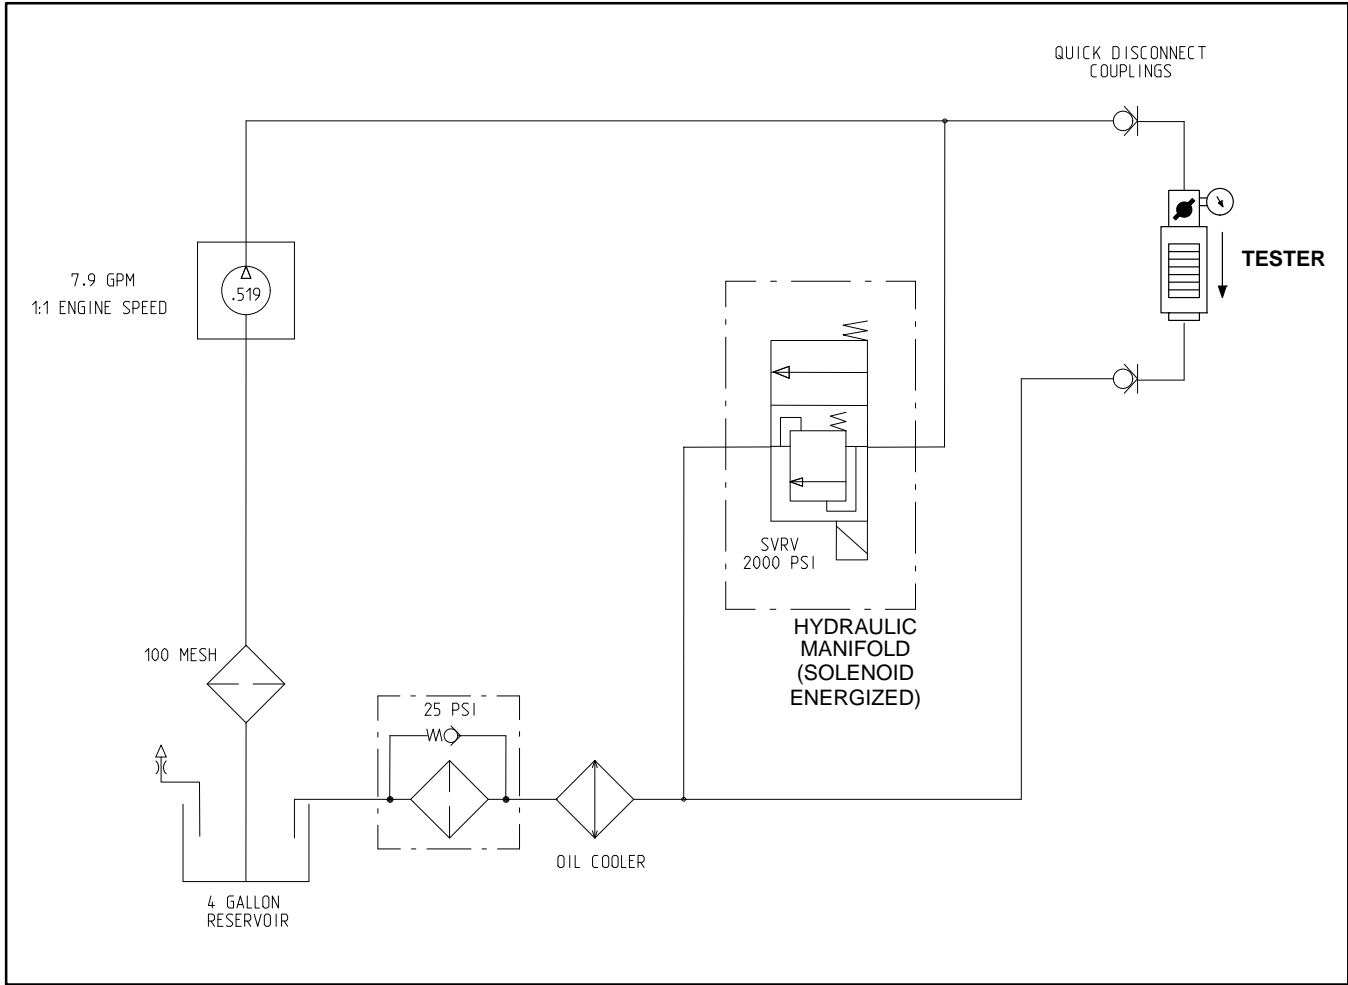 QUICK DISCONNECT
COUPLINGS
7.9 GPM
1:1 ENGINE SPEED
.519
TESTER
SVRV
2000 PSI
HYDRAULIC
MANIFOLD
(SOLENOID
ENERGIZED)
100 MESH
25 PSI
OIL COOLER
4 GALLON
RESERVOIR